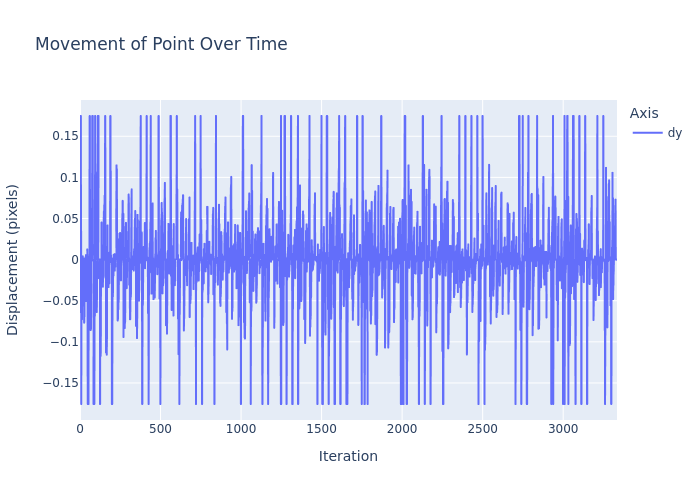 Movement of Point Over Time
Axis
dy
0.15
0.1
0.05
0
−0.05
−0.1
−0.15
Displacement (pixels)
0 500 1000 1500 2000 2500 3000
Iteration